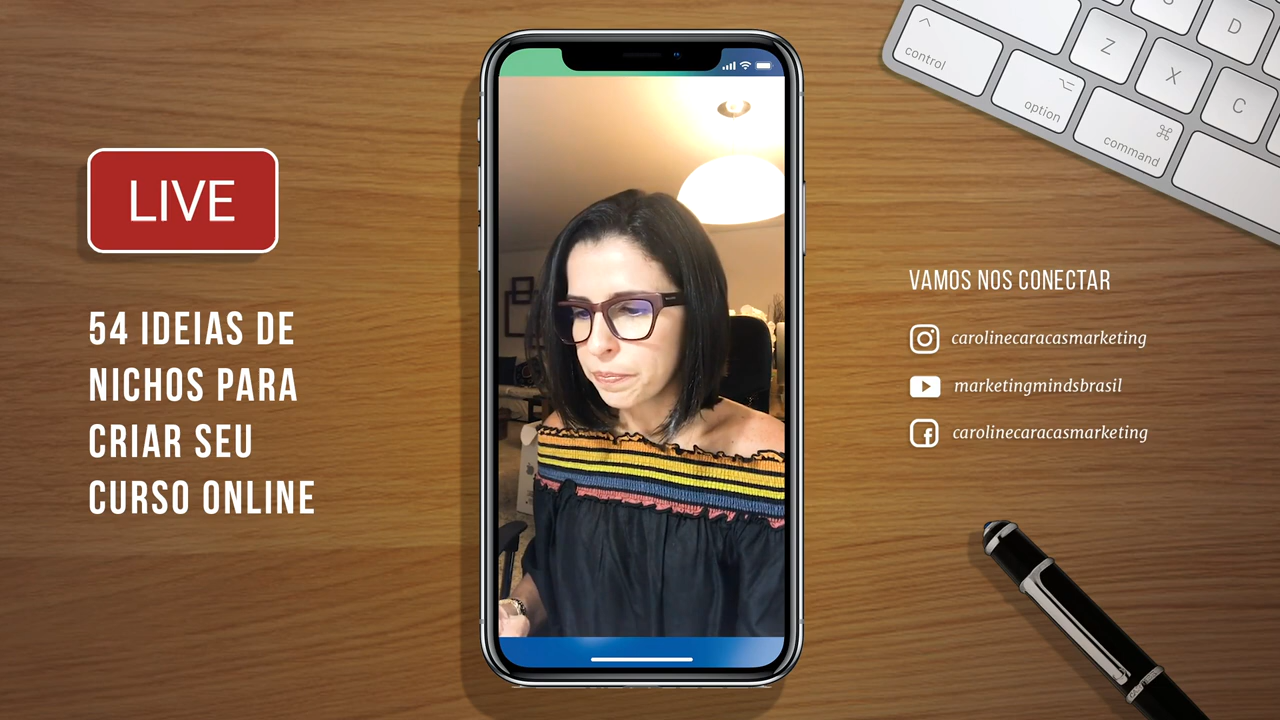 LIVE
54 IDEIAS DE
NICHOS PARA
CRIAR SEU
CURSO ONLINE
VAMOS NOS CONECTAR
carolinecaracasmarketing
marketingmindsbrasil
carolinecaracasmarketing
S
D
Z
X
C
control
option
command